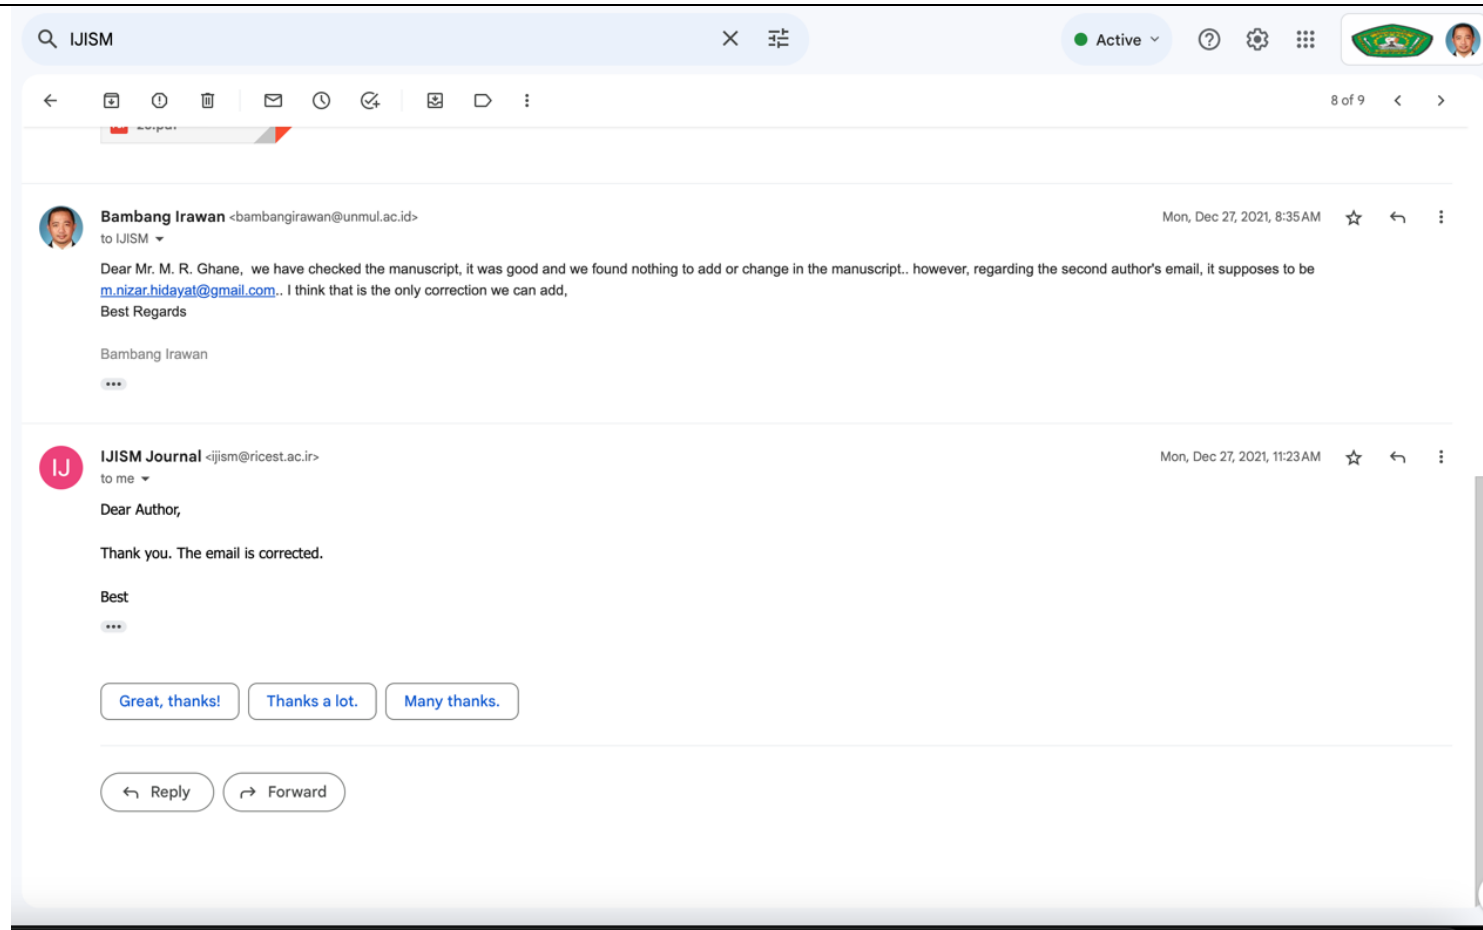 IJISM
Active
8 of 9
Bambang Irawan <bambangirawan@unmul.ac.id>
Mon, Dec 27, 2021, 8:35 AM
to IJISM
Dear Mr. M. R. Ghane,  we have checked the manuscript, it was good and we found nothing to add or change in the manuscript.. however, regarding the second author's email, it supposes to be
m.nizar.hidayat@gmail.com.. I think that is the only correction we can add,
Best Regards
Bambang Irawan
IJ
IJISM Journal <ijism@ricest.ac.ir>
Mon, Dec 27, 2021, 11:23 AM
to me
Dear Author,
Thank you. The email is corrected.
Best
Great, thanks!
Thanks a lot.
Many thanks.
Reply
Forward